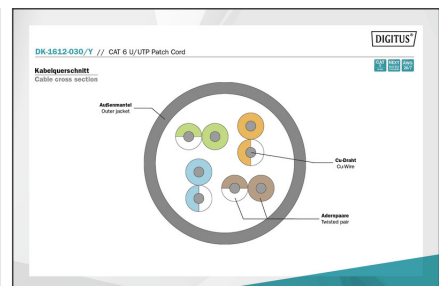 DIGITUS®
DK-1612-030/Y // CAT 6 U/UTP Patch Cord
Kabelquerschnitt
Cable cross section
Außenmantel
Outer jacket
Cu-Draht
Cu-Wire
Aderspaare
Twisted pair